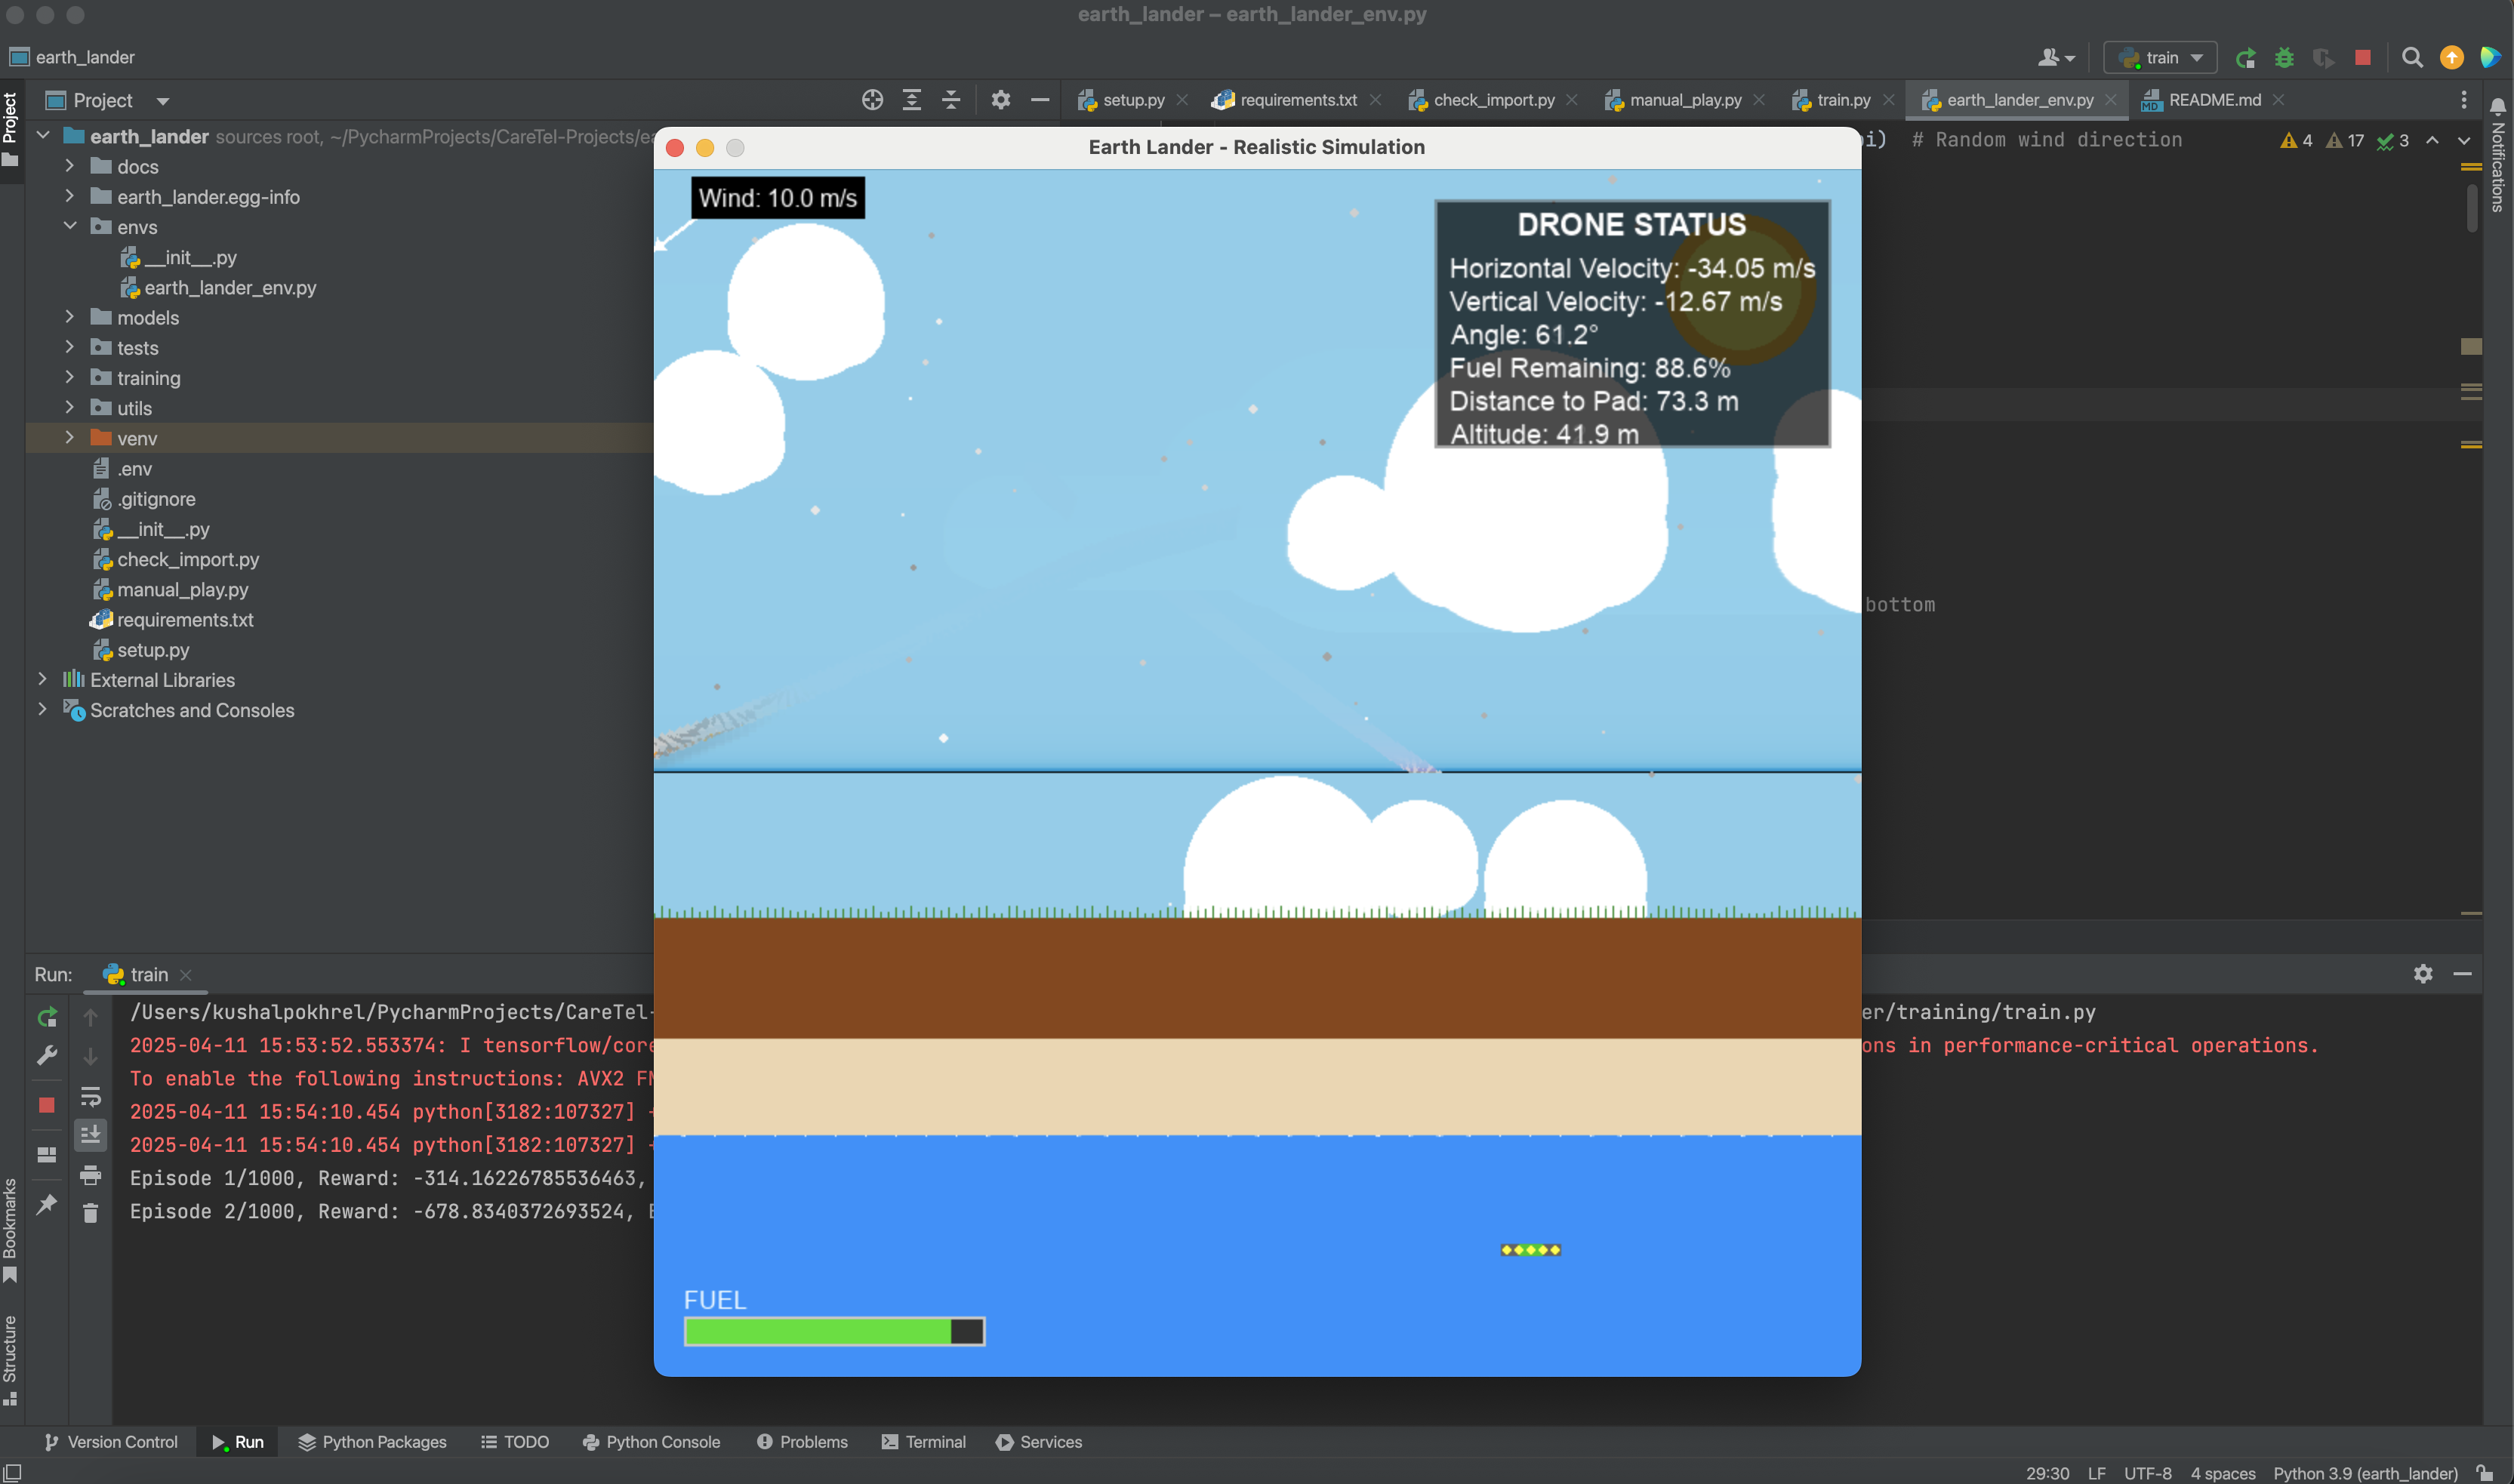 earth_lander – earth_lander_env.py
earth_lander
train
Project
setup.py
requirements.txt
check_import.py
manual_play.py
train.py
earth_lander_env.py
README.md
Project
Notifications
earth_lander sources root, ~/PycharmProjects/CareTel-Projects/
docs
earth_lander.egg-info
envs
__init__.py
earth_lander_env.py
models
tests
training
utils
venv
.env
.gitignore
__init__.py
check_import.py
manual_play.py
requirements.txt
setup.py
External Libraries
Scratches and Consoles
# Random wind direction
4 17 3
bottom
Earth Lander - Realistic Simulation
Wind: 10.0 m/s
DRONE STATUS
Horizontal Velocity: -34.05 m/s
Vertical Velocity: -12.67 m/s
Angle: 61.2°
Fuel Remaining: 88.6%
Distance to Pad: 73.3 m
Altitude: 41.9 m
FUEL
Run: train
/Users/kushalpokhrel/PycharmProjects/CareTel- er/training/train.py
2025-04-11 15:53:52.553374: I tensorflow/core ons in performance-critical operations.
To enable the following instructions: AVX2
2025-04-11 15:54:10.454 python[3182:107327]
2025-04-11 15:54:10.454 python[3182:107327]
Episode 1/1000, Reward: -314.16226785536463,
Episode 2/1000, Reward: -678.8340372693524,
Bookmarks
Structure
Version Control
Run
Python Packages
TODO
Python Console
Problems
Terminal
Services
29:30 LF UTF-8 4 spaces Python 3.9 (earth_lander)